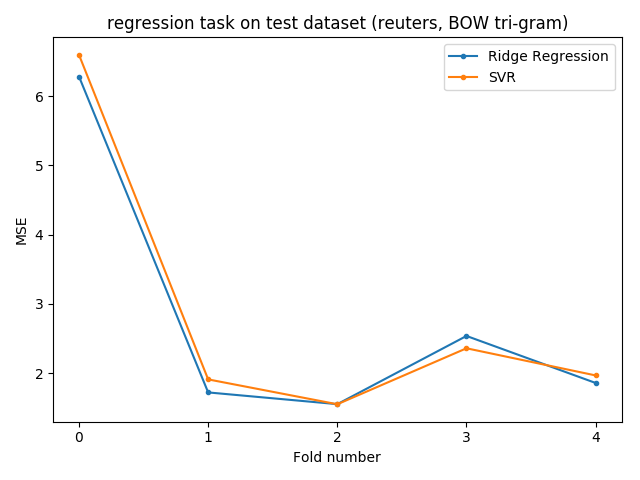 regression task on test dataset (reuters, BOW tri-gram)
Ridge Regression
SVR
6
5
4
3
2
MSE
0 1 2 3 4
Fold number